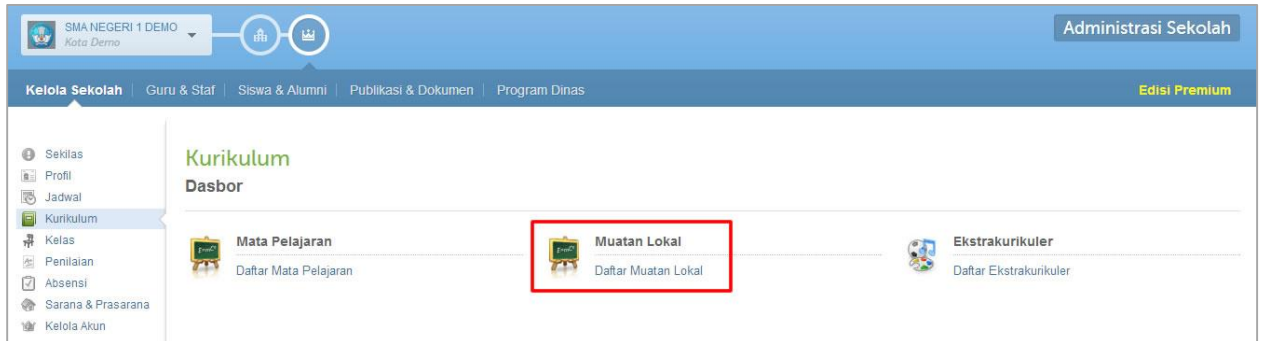 SMA NEGERI 1 DEMO
Kota Demo
Administrasi Sekolah
Kelola Sekolah
Guru & Staf
Siswa & Alumni
Publikasi & Dokumen
Program Dinas
Edisi Premium
Sekilas
Profil
Jadwal
Kurikulum
Kelas
Penilaian
Absensi
Sarana & Prasarana
Kelola Akun
Kurikulum
Dasbor
Mata Pelajaran
Daftar Mata Pelajaran
Muatan Lokal
Daftar Muatan Lokal
Ekstrakurikuler
Daftar Ekstrakurikuler